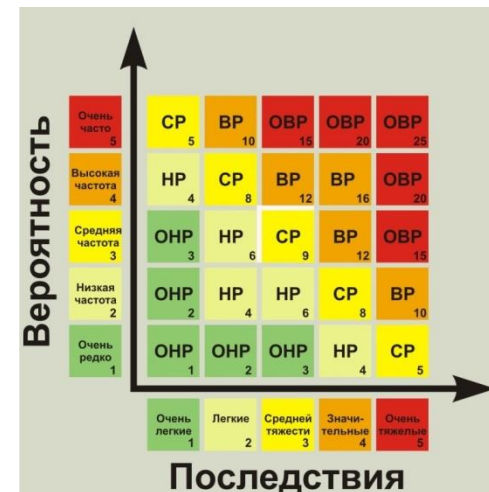 Вероятность
Очень
часто
5
СР
5
ВР
10
ОВР
15
ОВР
20
ОВР
25
Высокая
частота
4
НР
4
СР
8
ВР
12
ВР
16
ОВР
20
Средняя
частота
3
ОНР
3
НР
6
СР
9
ВР
12
ОВР
15
Низкая
частота
2
ОНР
2
НР
4
НР
6
СР
8
ВР
10
Очень
редко
1
ОНР
1
ОНР
2
ОНР
3
НР
4
СР
5
Очень
легкие
1
Легкие
2
Средней
тяжести
3
Значи-
тельные
4
Очень
тяжелые
5
Последствия